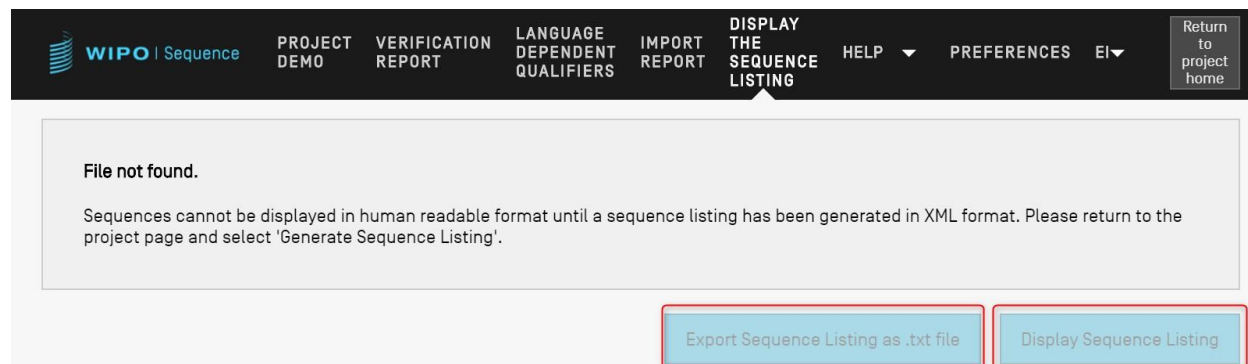 WIPO | Sequence
PROJECT DEMO
VERIFICATION REPORT
LANGUAGE DEPENDENT QUALIFIERS
IMPORT REPORT
DISPLAY THE SEQUENCE LISTING
HELP
PREFERENCES
EI
Return to project home
File not found.
Sequences cannot be displayed in human readable format until a sequence listing has been generated in XML format. Please return to the
project page and select 'Generate Sequence Listing'.
Export Sequence Listing as .txt file
Display Sequence Listing